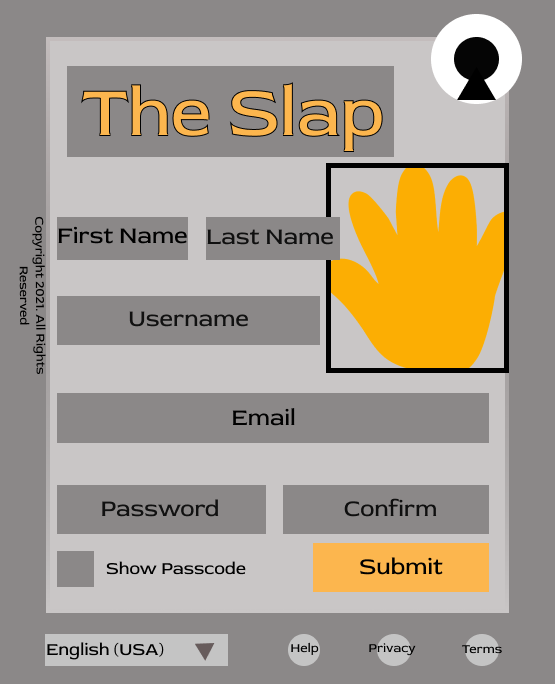 The Slap
First Name
Last Name
Copyright 2021. All Rights
Reserved
Username
Email
Password
Confirm
Show Passcode
Submit
English (USA)
Help
Privacy
Terms